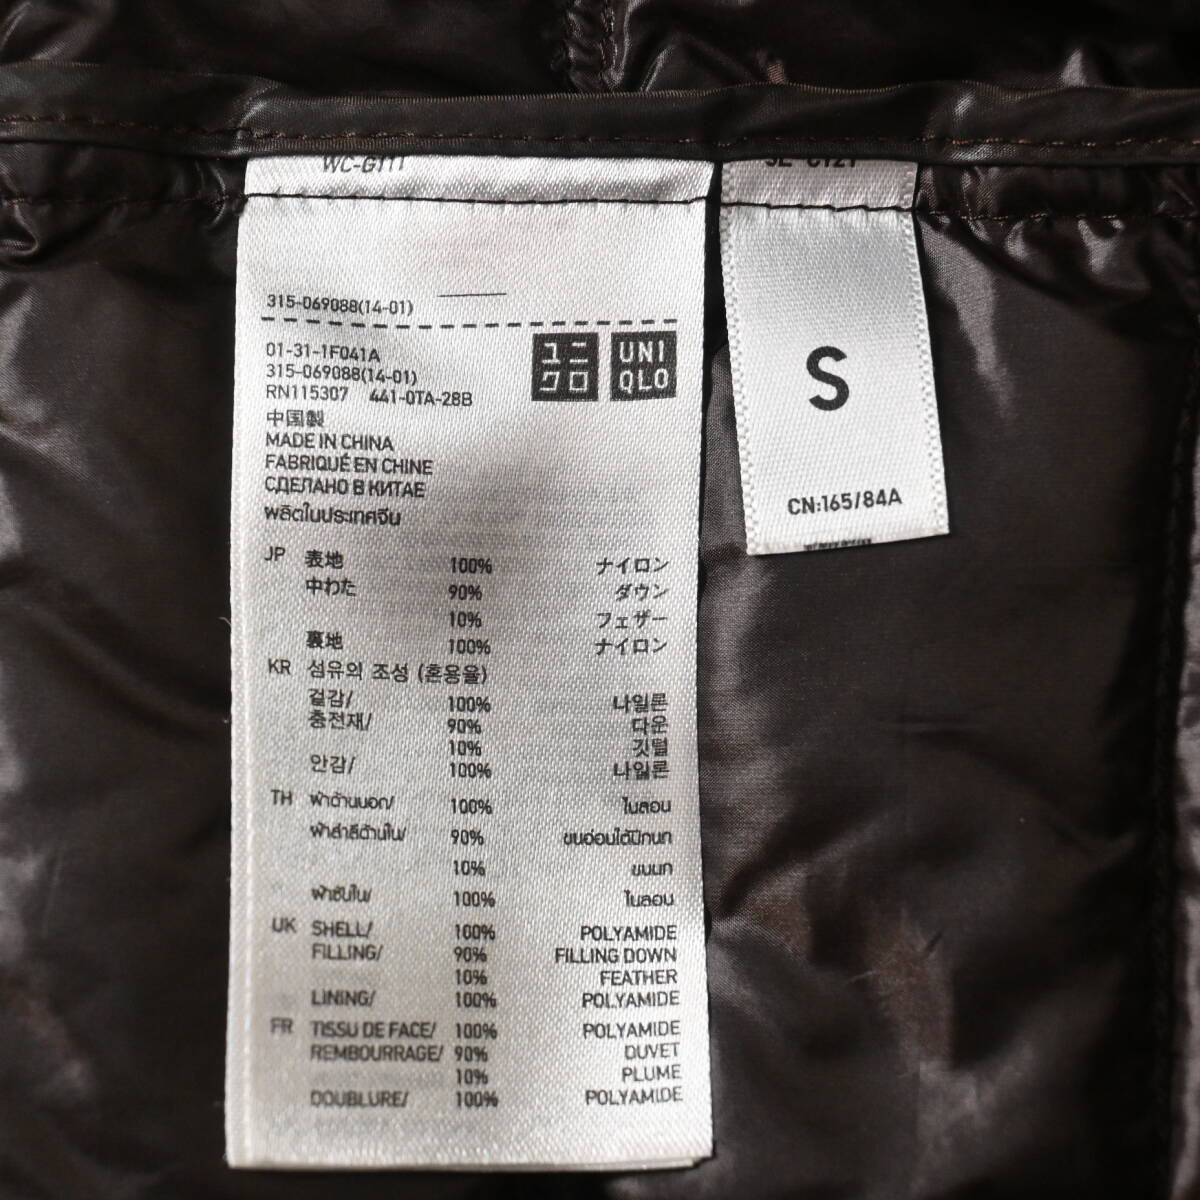 WC-G111
315-069088(14-01)
01-31-1F041A
315-069088(14-01)
RN115307 441-0TA-28B
ユニ
クロ
UNI
QLO
中国製
MADE IN CHINA
FABRIQUÉ EN CHINE
СДЕЛАНО В КИТАЕ
ผลิตในประเทศจีน
JP 表地 100% ナイロン
中わた 90% ダウン
10% フェザー
裏地 100% ナイロン
KR 섬유의 조성 (혼용율)
겉감/ 100% 나일론
충전재/ 90% 다운
10% 깃털
안감/ 100% 나일론
TH ผ้าด้านนอก/ 100% ไนลอน
ผ้าสำลีด้านใน/ 90% ขนอ่อนใต้ปีกนก
10% ขนนก
ผ้าซับใน/ 100% ไนลอน
UK SHELL/ 100% POLYAMIDE
FILLING/ 90% FILLING DOWN
10% FEATHER
LINING/ 100% POLYAMIDE
FR TISSU DE FACE/ 100% POLYAMIDE
REMBOURRAGE/ 90% DUVET
10% PLUME
DOUBLURE/ 100% POLYAMIDE
S
CN:165/84A